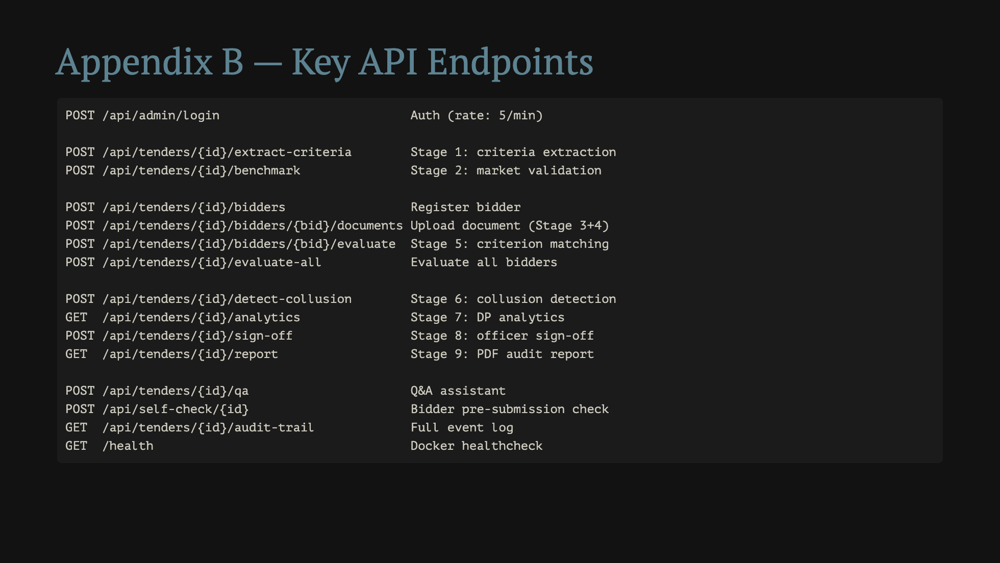 Appendix B — Key API Endpoints
POST /api/admin/login                          Auth (rate: 5/min)
POST /api/tenders/{id}/extract-criteria        Stage 1: criteria extraction
POST /api/tenders/{id}/benchmark               Stage 2: market validation
POST /api/tenders/{id}/bidders                 Register bidder
POST /api/tenders/{id}/bidders/{bid}/documents Upload document (Stage 3+4)
POST /api/tenders/{id}/bidders/{bid}/evaluate  Stage 5: criterion matching
POST /api/tenders/{id}/evaluate-all            Evaluate all bidders
POST /api/tenders/{id}/detect-collusion        Stage 6: collusion detection
GET  /api/tenders/{id}/analytics               Stage 7: DP analytics
POST /api/tenders/{id}/sign-off                Stage 8: officer sign-off
GET  /api/tenders/{id}/report                  Stage 9: PDF audit report
POST /api/tenders/{id}/qa                      Q&A assistant
POST /api/self-check/{id}                      Bidder pre-submission check
GET  /api/tenders/{id}/audit-trail             Full event log
GET  /health                                   Docker healthcheck